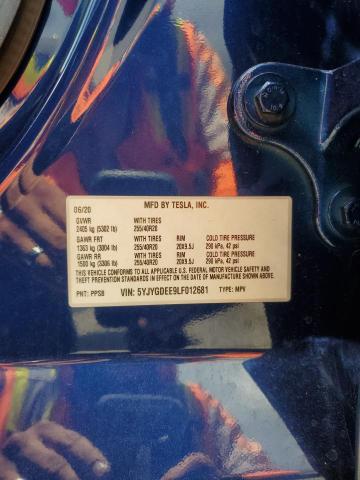 MFD BY TESLA, INC.
06/20
GVWR WITH TIRES
2405 kg (5302 lb) 255/40R20
GAWR FRT WITH TIRES RIM COLD TIRE PRESSURE
1363 kg (3004 lb) 255/40R20 20X9.5J 290 kPa, 42 psi
GAWR RR WITH TIRES RIM COLD TIRE PRESSURE
1500 kg (3306 lb) 255/40R20 20X9.5J 290 kPa, 42 psi
THIS VEHICLE CONFORMS TO ALL APPLICABLE U.S. FEDERAL MOTOR VEHICLE SAFETY AND
THEFT PREVENTION STANDARDS IN EFFECT ON THE DATE OF MANUFACTURE SHOWN ABOVE.
PNT: PPSB VIN: 5YJYGDEE9LF012681 TYPE: MPV